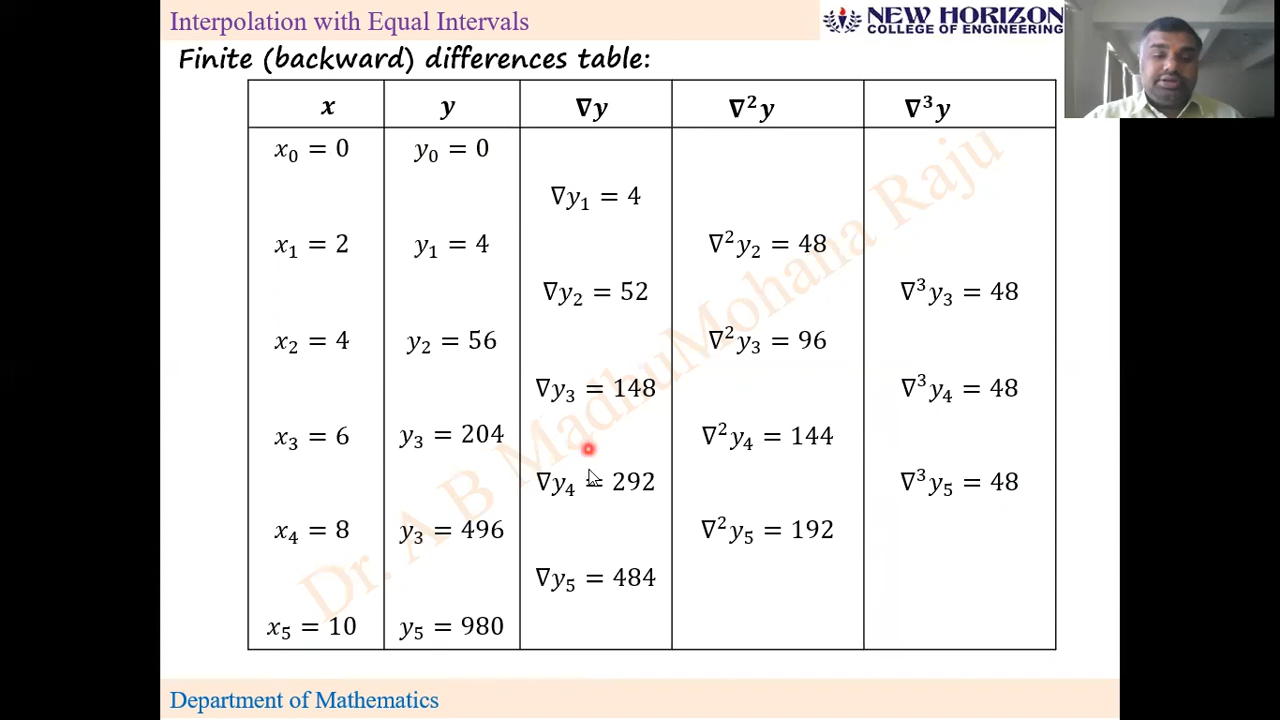 Interpolation with Equal Intervals
NEW HORIZON
COLLEGE OF ENGINEERING
Finite (backward) differences table:
x y ∇y ∇²y ∇³y
x₀ = 0 y₀ = 0
∇y₁ = 4
x₁ = 2 y₁ = 4 ∇²y₂ = 48
∇y₂ = 52 ∇³y₃ = 48
x₂ = 4 y₂ = 56 ∇²y₃ = 96
∇y₃ = 148 ∇³y₄ = 48
x₃ = 6 y₃ = 204 ∇²y₄ = 144
∇y₄ = 292 ∇³y₅ = 48
x₄ = 8 y₃ = 496 ∇²y₅ = 192
∇y₅ = 484
x₅ = 10 y₅ = 980
Dr. A B MadhuMohana Raju
Department of Mathematics